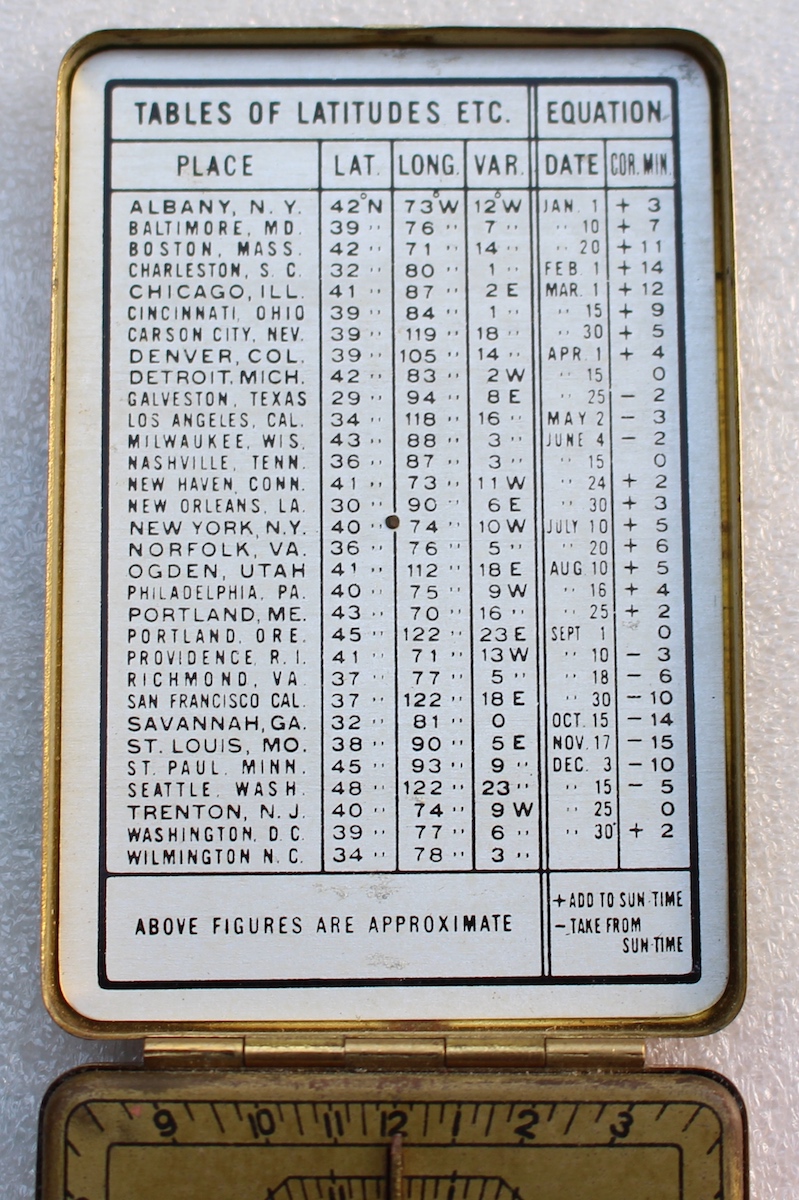 TABLES OF LATITUDES ETC. EQUATION
PLACE LAT. LONG. VAR. DATE COR. MIN.
ALBANY, N. Y. 42°N 73°W 12°W JAN. 1 + 3
BALTIMORE, MD. 39 " 76 " 7 " " 10 + 7
BOSTON, MASS. 42 " 71 " 14 " " 20 + 11
CHARLESTON, S. C. 32 " 80 " 1 " FEB. 1 + 14
CHICAGO, ILL. 41 " 87 " 2 E MAR. 1 + 12
CINCINNATI, OHIO 39 " 84 " 1 " " 15 + 9
CARSON CITY, NEV. 39 " 119 " 18 " " 30 + 5
DENVER, COL. 39 " 105 " 14 " APR. 1 + 4
DETROIT, MICH. 42 " 83 " 2 W " 15 0
GALVESTON, TEXAS 29 " 94 " 8 E " 25 - 2
LOS ANGELES, CAL. 34 " 118 " 16 " MAY 2 - 3
MILWAUKEE, WIS. 43 " 88 " 3 " JUNE 4 - 2
NASHVILLE, TENN. 36 " 87 " 3 " " 15 0
NEW HAVEN, CONN. 41 " 73 " 11 W " 24 + 2
NEW ORLEANS, LA. 30 " 90 " 6 E " 30 + 3
NEW YORK, N.Y. 40 " 74 " 10 W JULY 10 + 5
NORFOLK, VA. 36 " 76 " 5 " " 20 + 6
OGDEN, UTAH 41 " 112 " 18 E AUG. 10 + 5
PHILADELPHIA, PA. 40 " 75 " 9 W " 16 + 4
PORTLAND, ME. 43 " 70 " 16 " " 25 + 2
PORTLAND, ORE. 45 " 122 " 23 E SEPT 1 0
PROVIDENCE, R. I. 41 " 71 " 13 W " 10 - 3
RICHMOND, VA. 37 " 77 " 5 " " 18 - 6
SAN FRANCISCO CAL. 37 " 122 " 18 E " 30 - 10
SAVANNAH, GA. 32 " 81 " 0 OCT. 15 - 14
ST. LOUIS, MO. 38 " 90 " 5 E NOV. 17 - 15
ST. PAUL. MINN. 45 " 93 " 9 " DEC. 3 - 10
SEATTLE, WASH. 48 " 122 " 23 " " 15 - 5
TRENTON, N. J. 40 " 74 " 9 W " 25 0
WASHINGTON, D. C. 39 " 77 " 6 " " 30 + 2
WILMINGTON N. C. 34 " 78 " 3 "
ABOVE FIGURES ARE APPROXIMATE
+ ADD TO SUN TIME
- TAKE FROM
SUN TIME
9 10 11 12 1 2 3